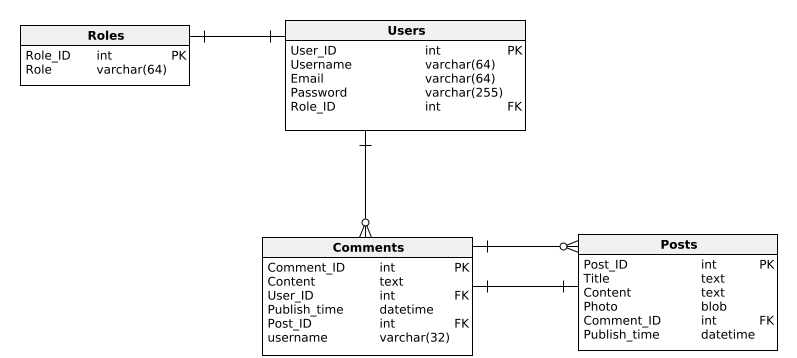 Roles
Role_ID int PK
Role varchar(64)
Users
User_ID int PK
Username varchar(64)
Email varchar(64)
Password varchar(255)
Role_ID int FK
Comments
Comment_ID int PK
Content text
User_ID int FK
Publish_time datetime
Post_ID int FK
username varchar(32)
Posts
Post_ID int PK
Title text
Content text
Photo blob
Comment_ID int FK
Publish_time datetime